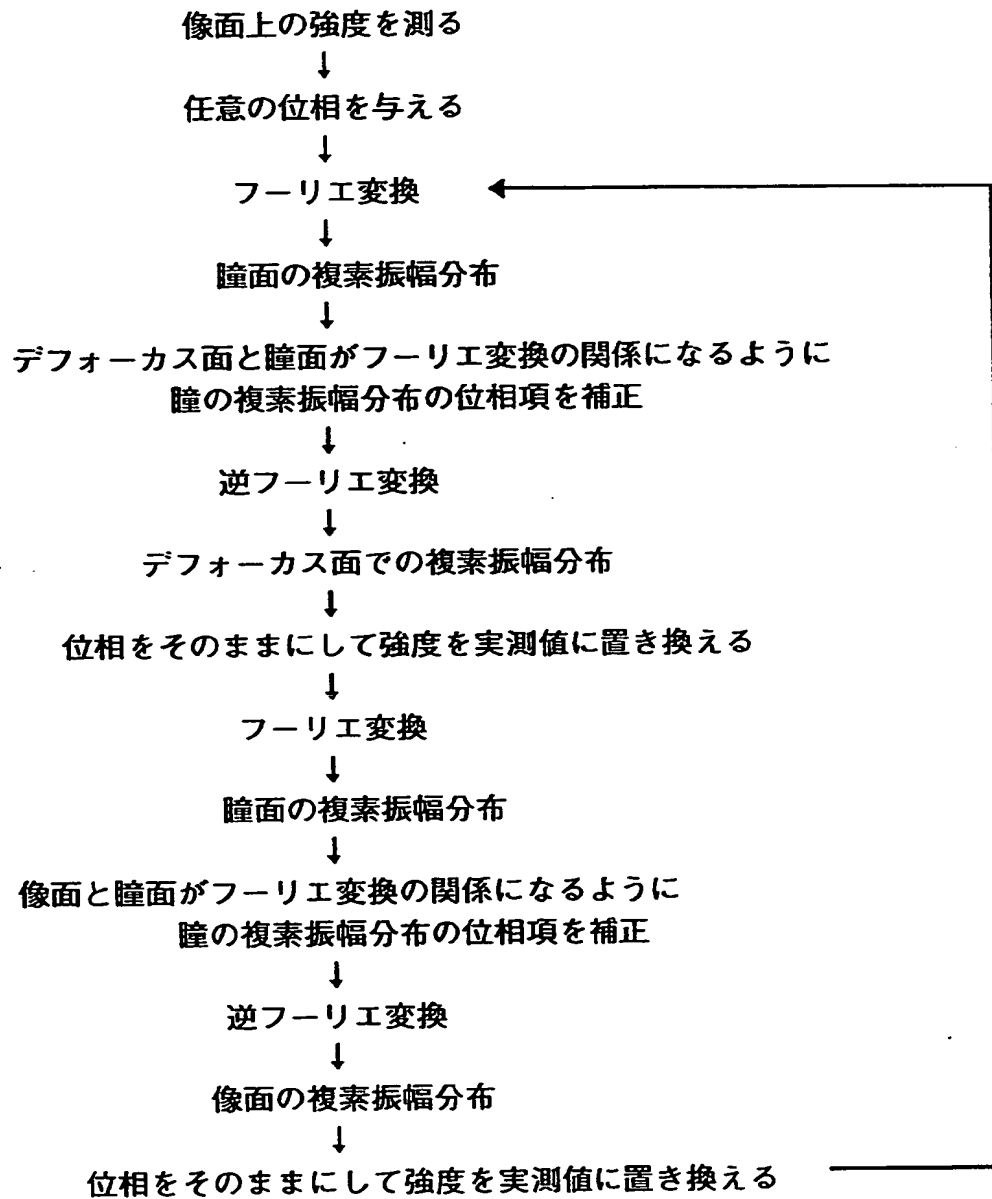 像面上の強度を測る
↓
任意の位相を与える
↓
フーリエ変換
↓
瞳面の複素振幅分布
↓
デフォーカス面と瞳面がフーリエ変換の関係になるように
瞳の複素振幅分布の位相項を補正
↓
逆フーリエ変換
↓
デフォーカス面での複素振幅分布
↓
位相をそのままにして強度を実測値に置き換える
↓
フーリエ変換
↓
瞳面の複素振幅分布
↓
像面と瞳面がフーリエ変換の関係になるように
瞳の複素振幅分布の位相項を補正
↓
逆フーリエ変換
↓
像面の複素振幅分布
↓
位相をそのままにして強度を実測値に置き換える